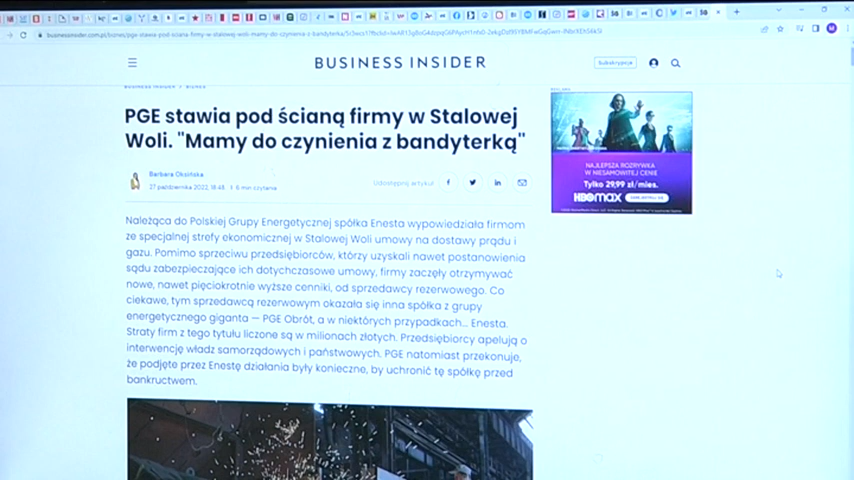 BUSINESS INSIDER
Subskrypcja
PGE stawia pod ścianą firmy w Stalowej
Woli. "Mamy do czynienia z bandyterką"
Barbara Oksińska
27 października 2022, 18:48
6 min czytania
Udostępnij artykuł
Należąca do Polskiej Grupy Energetycznej spółka Enesta wypowiedziała firmom
ze specjalnej strefy ekonomicznej w Stalowej Woli umowy na dostawy prądu i
gazu. Pomimo sprzeciwu przedsiębiorców, którzy uzyskali nawet postanowienia
sądu zabezpieczające ich dotychczasowe umowy, firmy zaczęły otrzymywać
nowe, nawet pięciokrotnie wyższe cenniki, od sprzedawcy rezerwowego. Co
ciekawe, tym sprzedawcą rezerwowym okazała się inna spółka z grupy
energetycznego giganta — PGE Obrót, a w niektórych przypadkach... Enesta.
Straty firm z tego tytułu liczone są w milionach złotych. Przedsiębiorcy apelują o
interwencję władz samorządowych i państwowych. PGE natomiast przekonuje,
że podjęte przez Enestę działania były konieczne, by uchronić tę spółkę przed
bankructwem.
NAJLEPSZA ROZRYWKA
W NIESAMOWITEJ CENIE
Tylko 29,99 zł/mies.
HBOmax